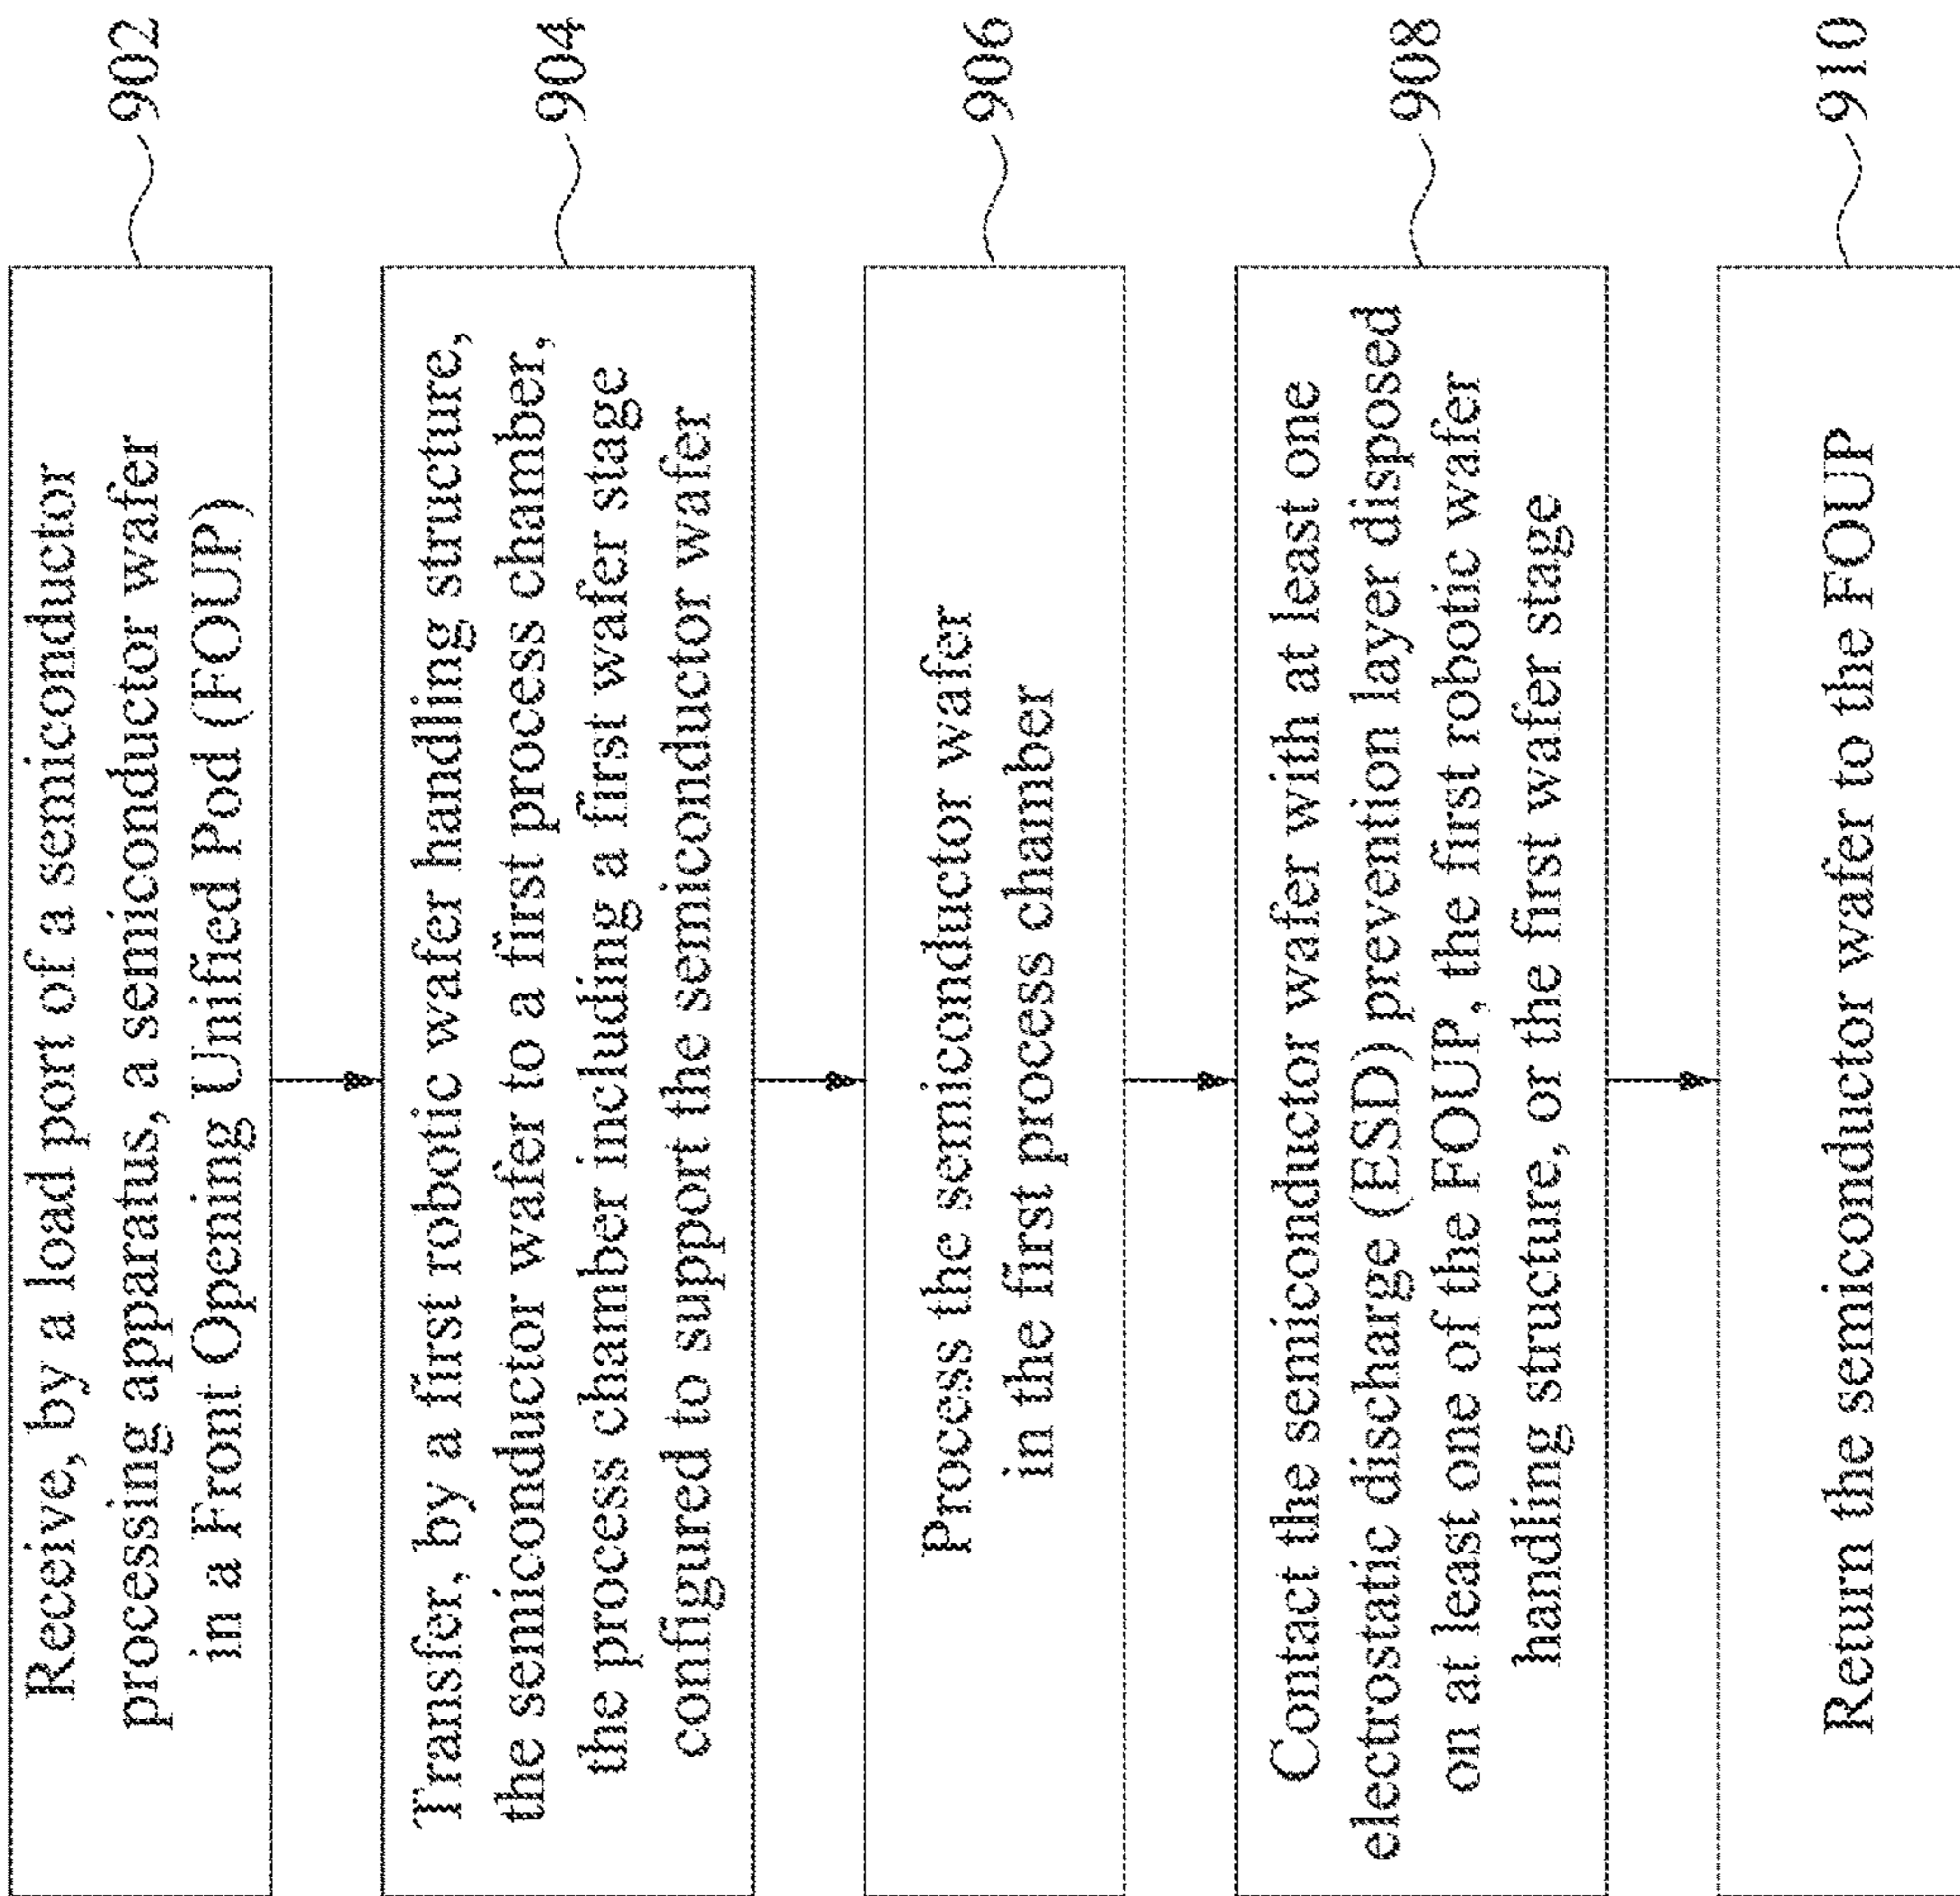 Receive, by a load port of a semiconductor
processing apparatus, a semiconductor wafer
in a Front Opening Unified Pod (FOUP)
902
Transfer, by a first robotic wafer handling structure,
the semiconductor wafer to a first process chamber,
the process chamber including a first wafer stage
configured to support the semiconductor wafer
904
Process the semiconductor wafer
in the first process chamber
906
Contact the semiconductor wafer with at least one
electrostatic discharge (ESD) prevention layer disposed
on at least one of the FOUP, the first robotic wafer
handling structure, or the first wafer stage
908
Return the semiconductor wafer to the FOUP
910